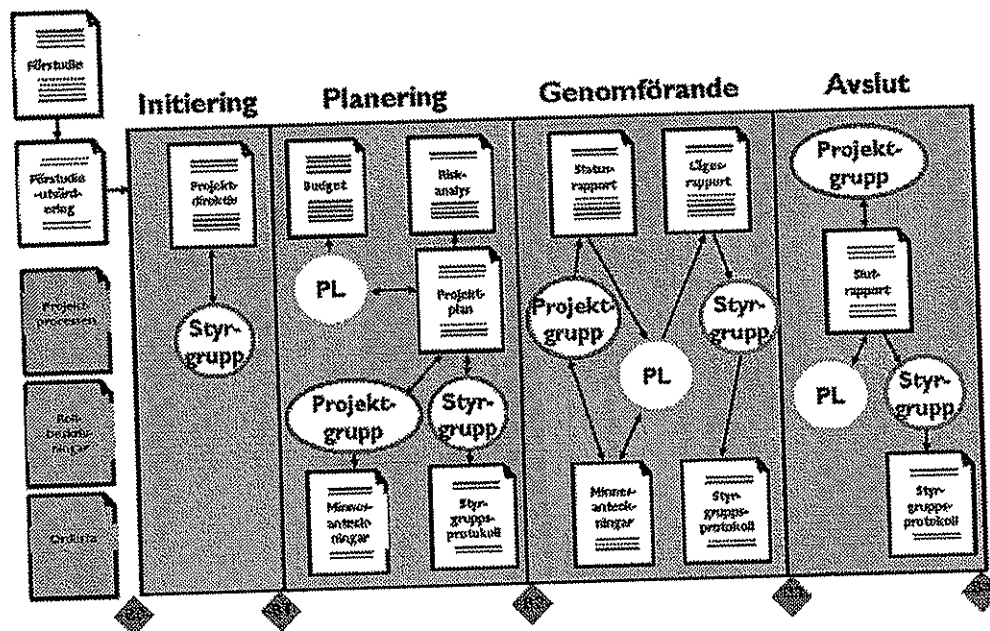 Förstudie
Förstudie
-utvärd-
ering
Projekt-
processen
Roll-
beskriv-
ningar
Ordlista
Initiering
Projekt-
direktiv
Styr-
grupp
Planering
Budget
Risk-
analys
PL
Projekt-
plan
Projekt-
grupp
Styr-
grupp
Minnes-
anteck-
ningar
Styr-
grupps-
protokoll
Genomförande
Status-
rapport
Läges-
rapport
Projekt-
grupp
Styr-
grupp
PL
Minnes-
anteck-
ningar
Styr-
grupps-
protokoll
Avslut
Projekt-
grupp
Slut-
rapport
PL
Styr-
grupp
Styr-
grupps-
protokoll